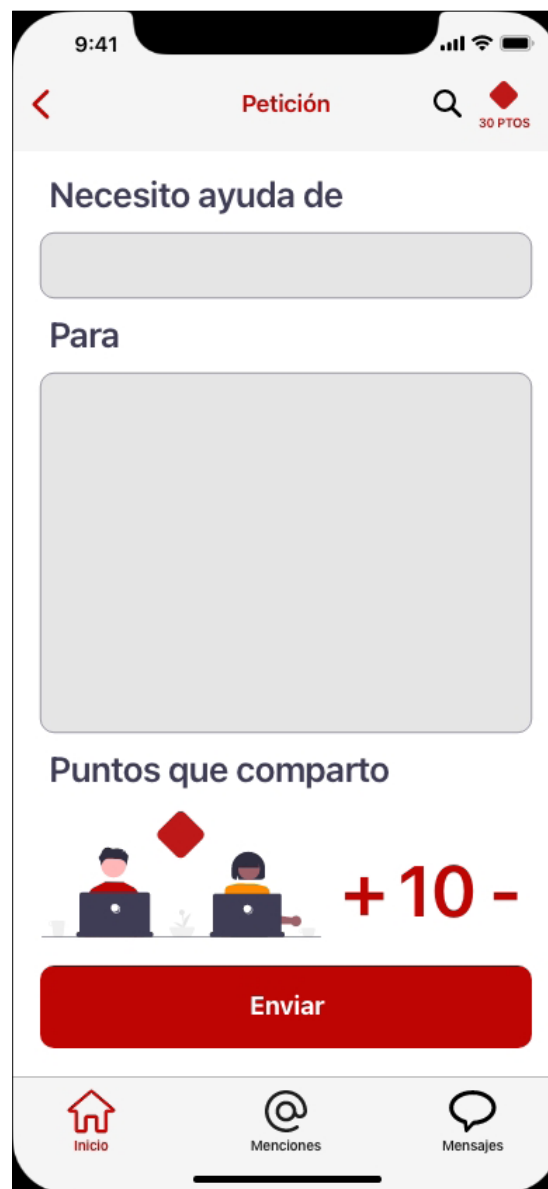 9:41
Petición
30 PTOS
Necesito ayuda de
Para
Puntos que comparto
+ 10 -
Enviar
Inicio
Menciones
Mensajes